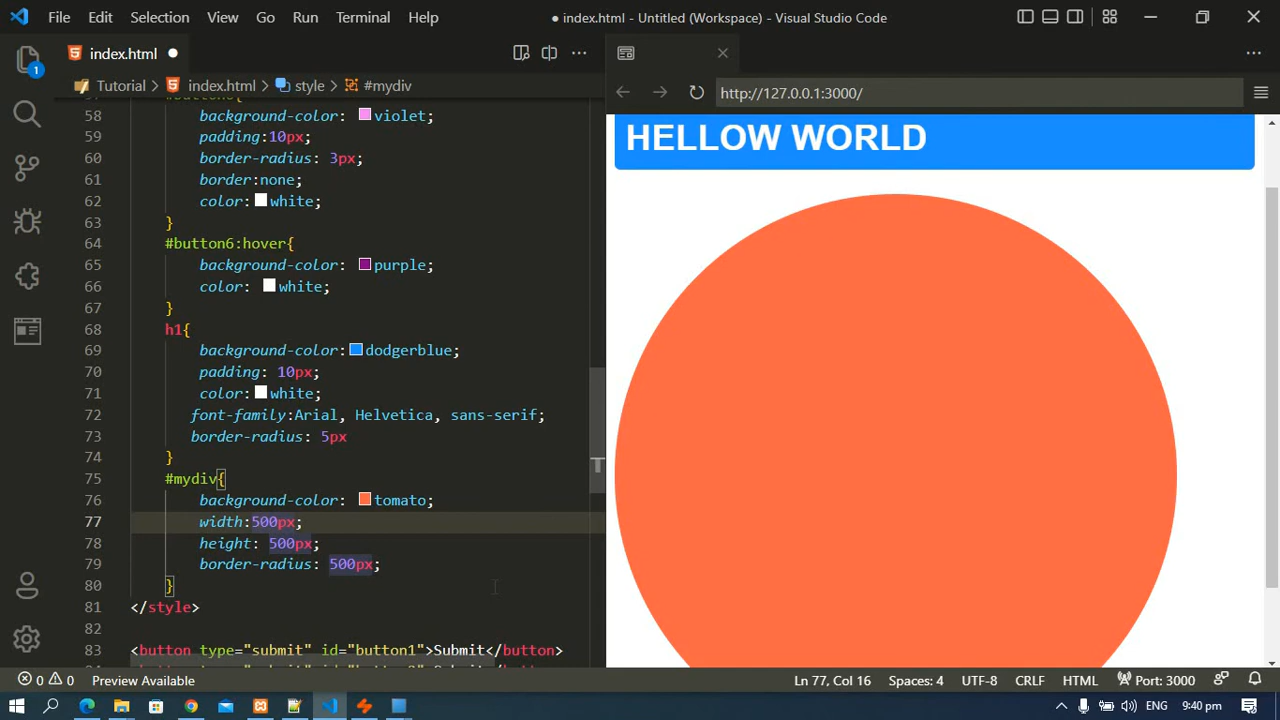 File Edit Selection View Go Run Terminal Help
● index.html - Untitled (Workspace) - Visual Studio Code
index.html ●
Tutorial > index.html > style > #mydiv
http://127.0.0.1:3000/
1
58 background-color: violet;
59 padding:10px;
60 border-radius: 3px;
61 border:none;
62 color: white;
63 }
64 #button6:hover{
65 background-color: purple;
66 color: white;
67 }
68 h1{
69 background-color: dodgerblue;
70 padding: 10px;
71 color: white;
72 font-family:Arial, Helvetica, sans-serif;
73 border-radius: 5px
74 }
75 #mydiv{
76 background-color: tomato;
77 width:500px;
78 height: 500px;
79 border-radius: 500px;
80 }
81 </style>
82
83 <button type="submit" id="button1">Submit</button>
HELLOW WORLD
0 0 Preview Available
Ln 77, Col 16 Spaces: 4 UTF-8 CRLF HTML Port: 3000
ENG 9:40 pm